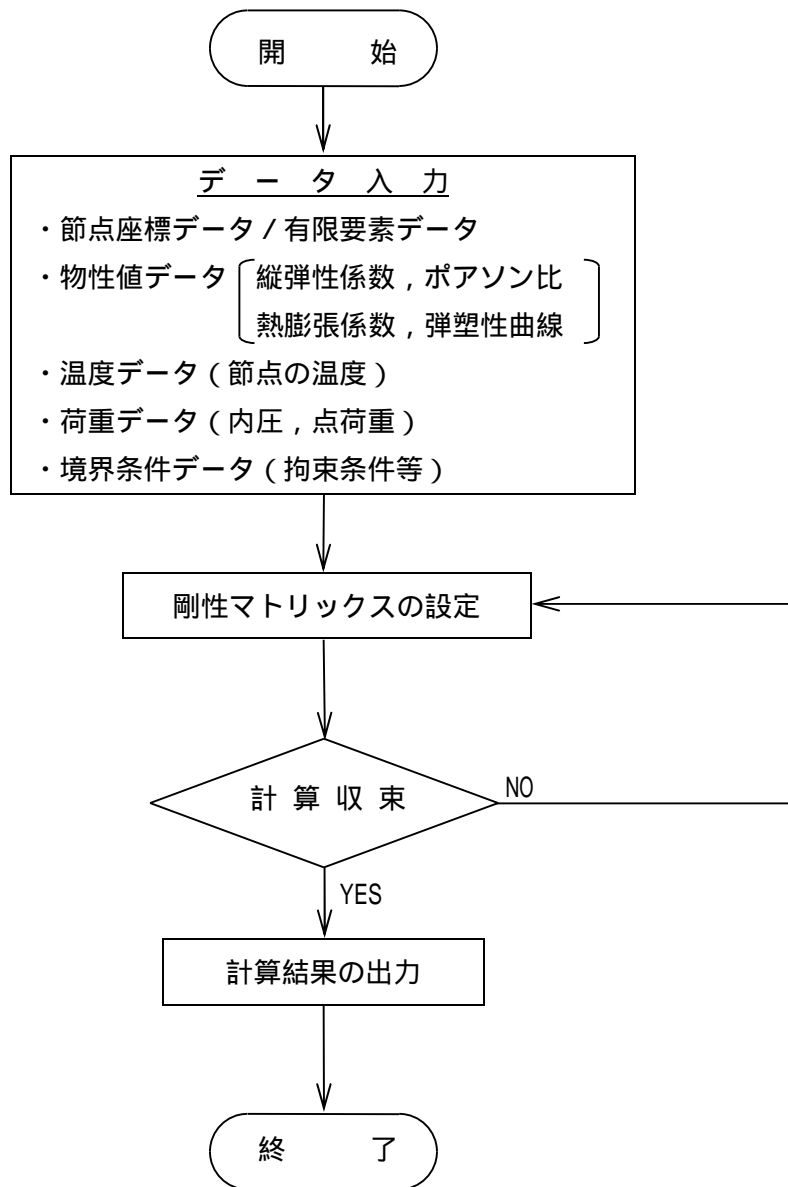 開 始
データ入力
・節点座標データ / 有限要素データ
・物性値データ 縦弾性係数 , ポアソン比
熱膨張係数 , 弾塑性曲線
・温度データ ( 節点の温度 )
・荷重データ ( 内圧 , 点荷重 )
・境界条件データ ( 拘束条件等 )
剛性マトリックスの設定
計算収束
NO
YES
計算結果の出力
終 了